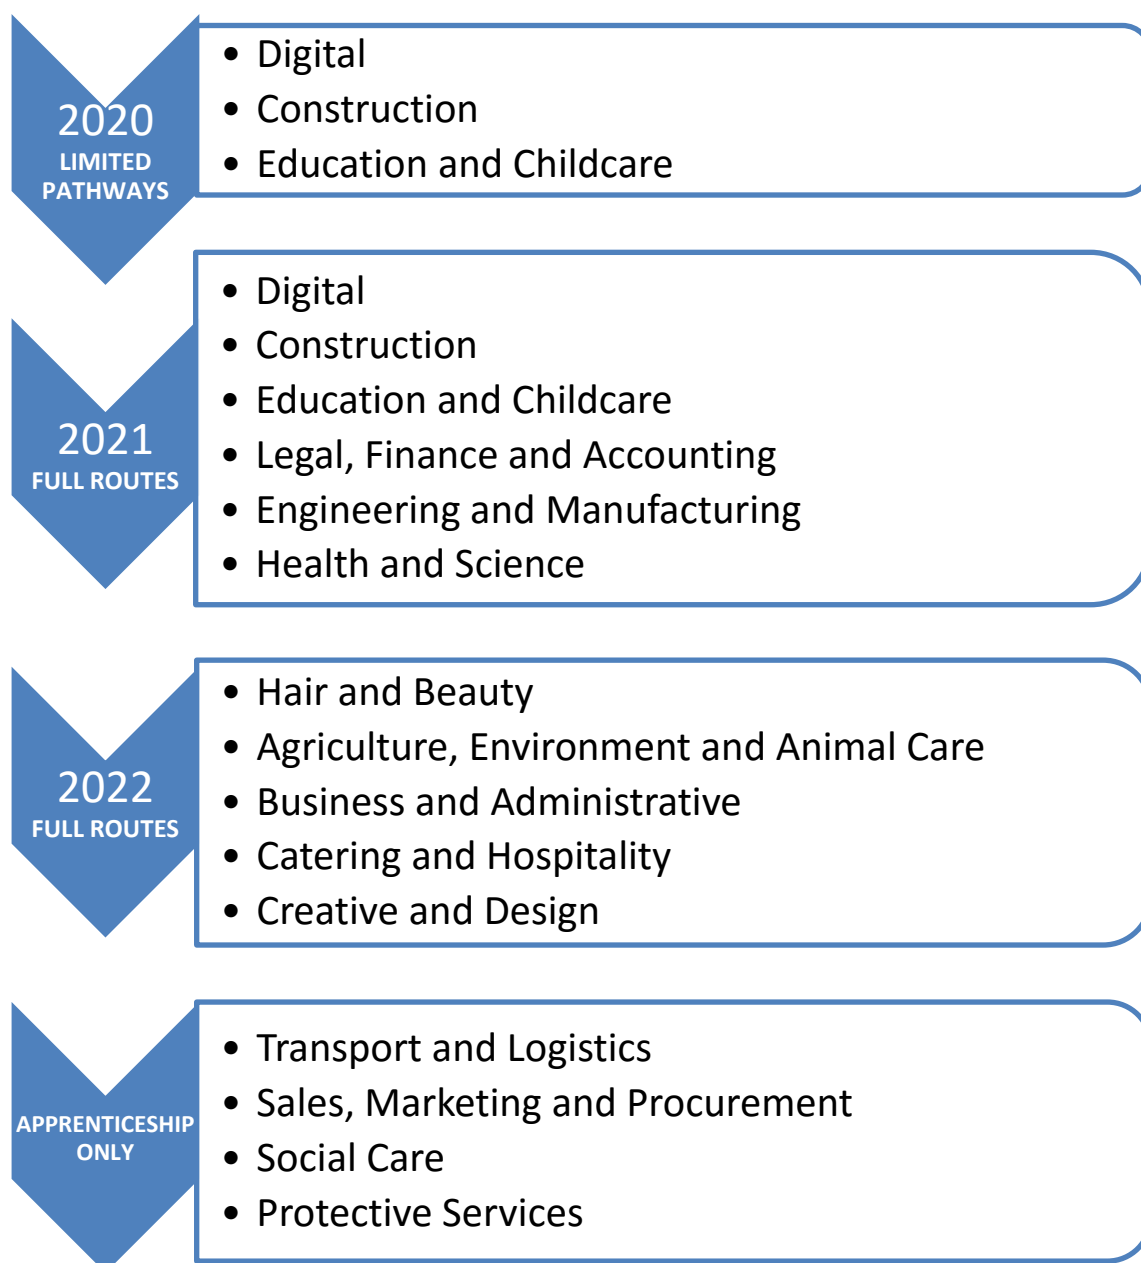 2020
LIMITED
PATHWAYS
• Digital
• Construction
• Education and Childcare
2021
FULL ROUTES
• Digital
• Construction
• Education and Childcare
• Legal, Finance and Accounting
• Engineering and Manufacturing
• Health and Science
2022
FULL ROUTES
• Hair and Beauty
• Agriculture, Environment and Animal Care
• Business and Administrative
• Catering and Hospitality
• Creative and Design
APPRENTICESHIP
ONLY
• Transport and Logistics
• Sales, Marketing and Procurement
• Social Care
• Protective Services